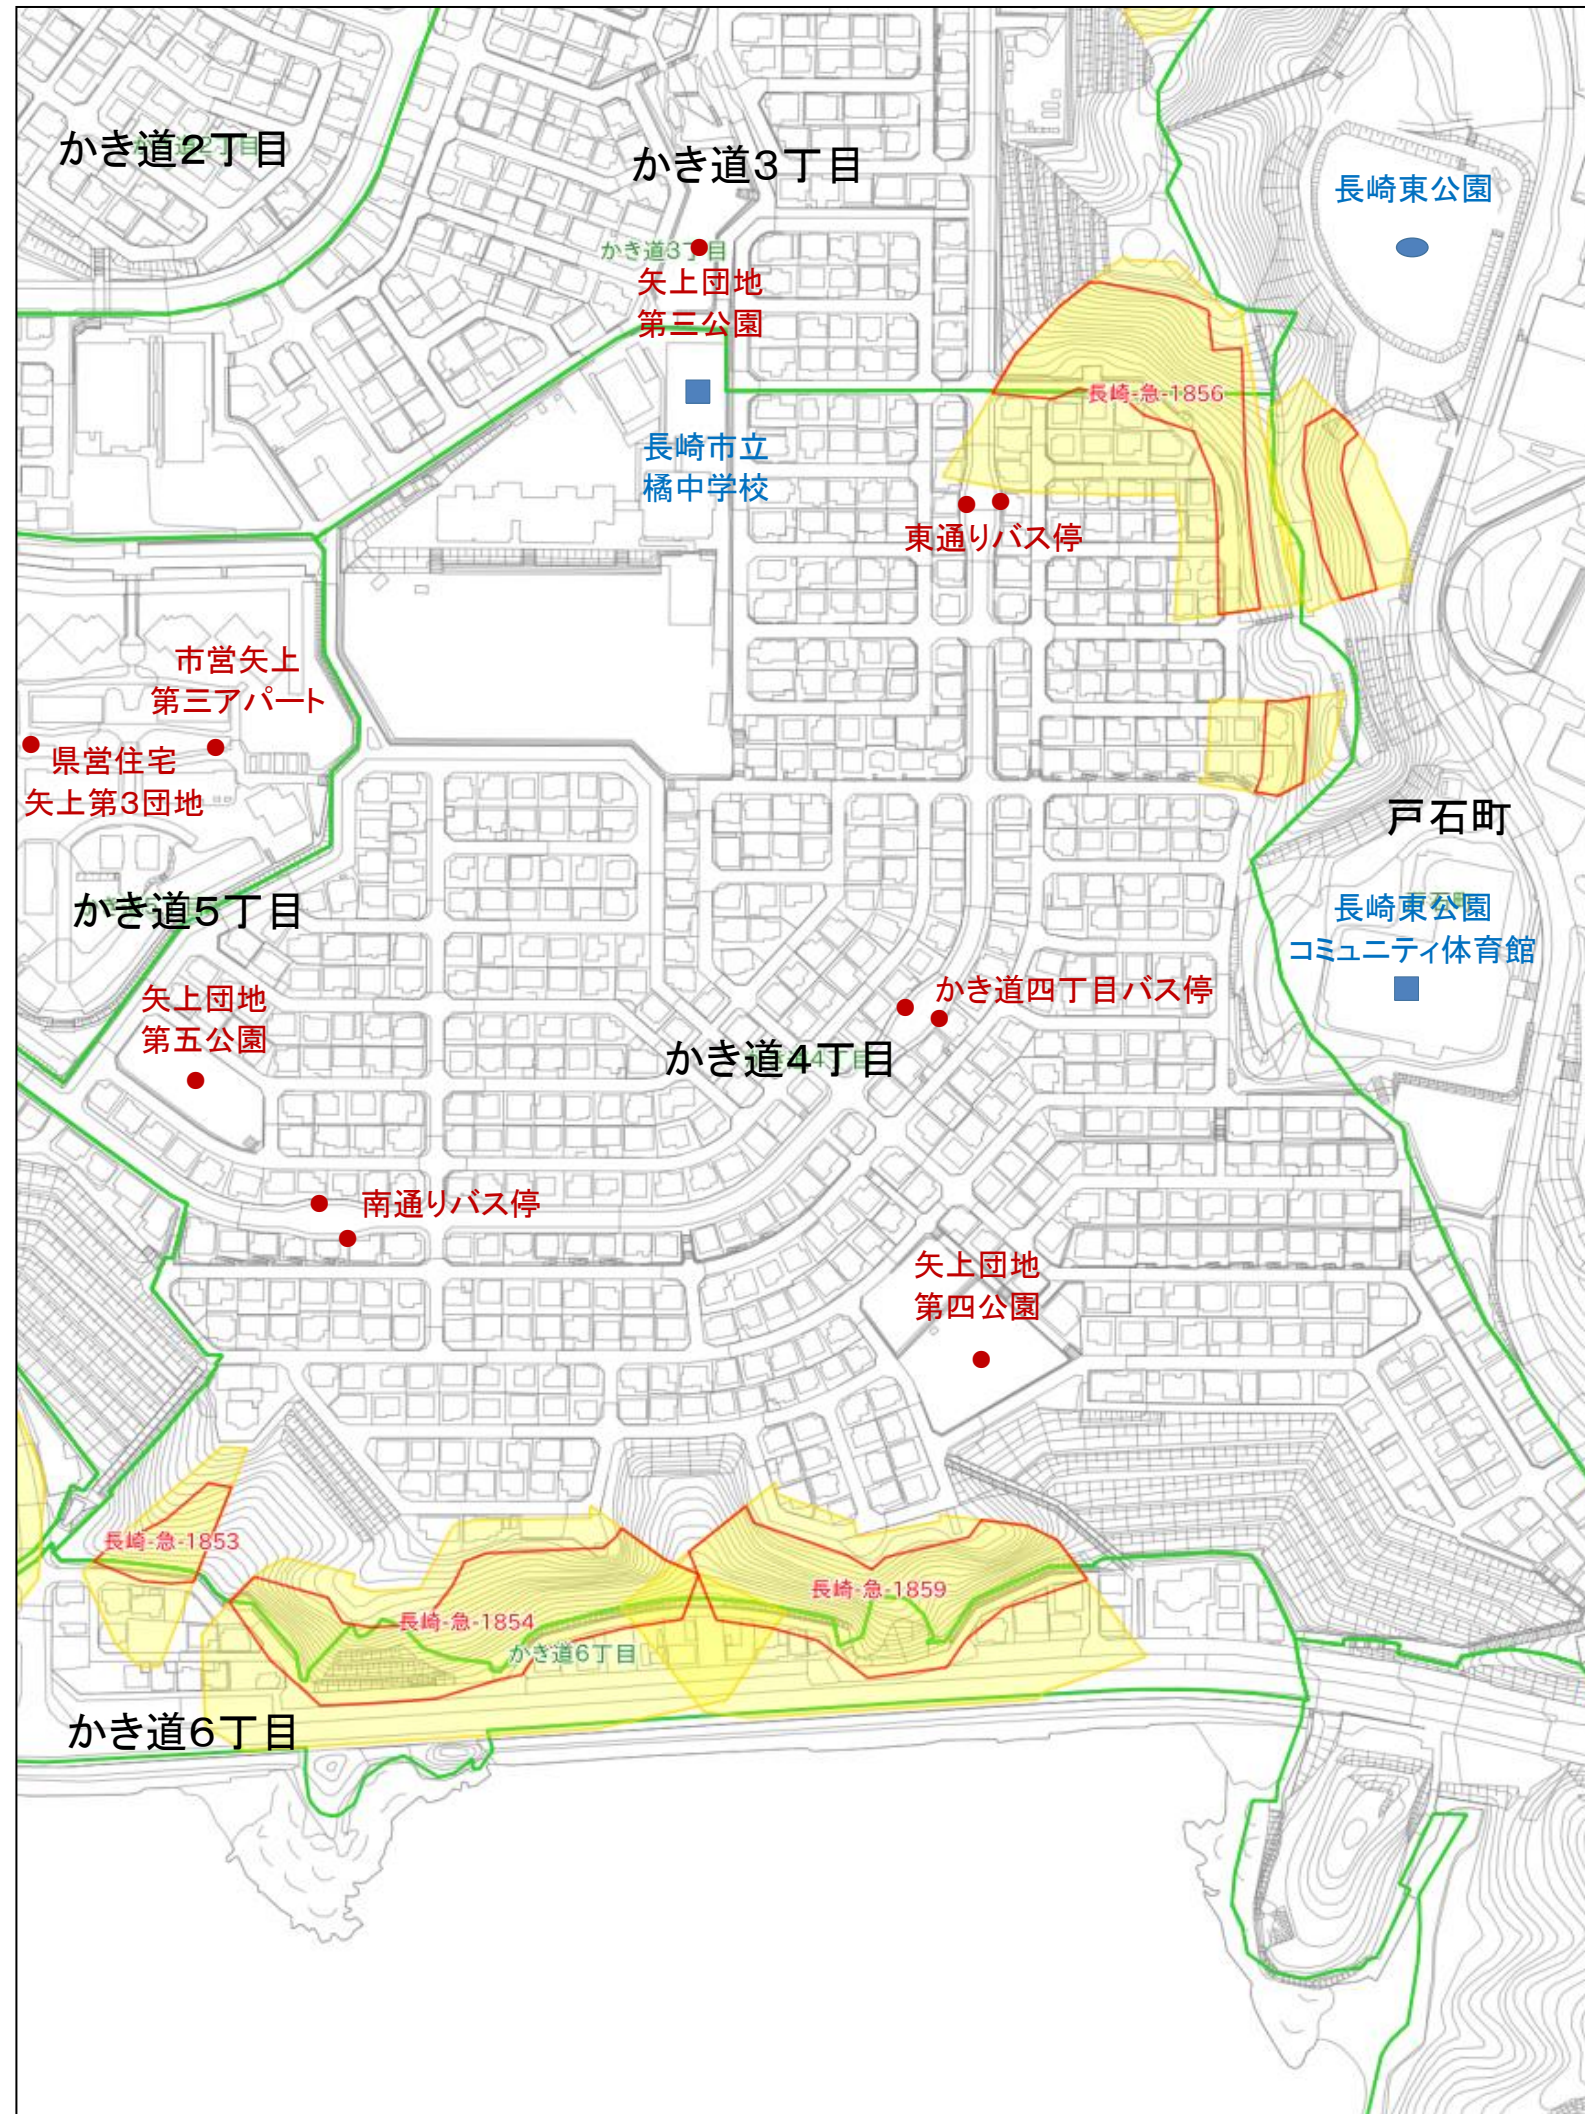 かき道2丁目
かき道3丁目
長崎東公園
かき道3丁目
矢上団地
第三公園
長崎-急-1856
長崎市立
橘中学校
東通りバス停
市営矢上
第三アパート
県営住宅
矢上第3団地
戸石町
かき道5丁目
長崎東公園
コミュニティ体育館
矢上団地
第五公園
かき道四丁目バス停
かき道4丁目
南通りバス停
矢上団地
第四公園
長崎-急-1853
長崎-急-1859
長崎-急-1854
かき道6丁目
かき道6丁目